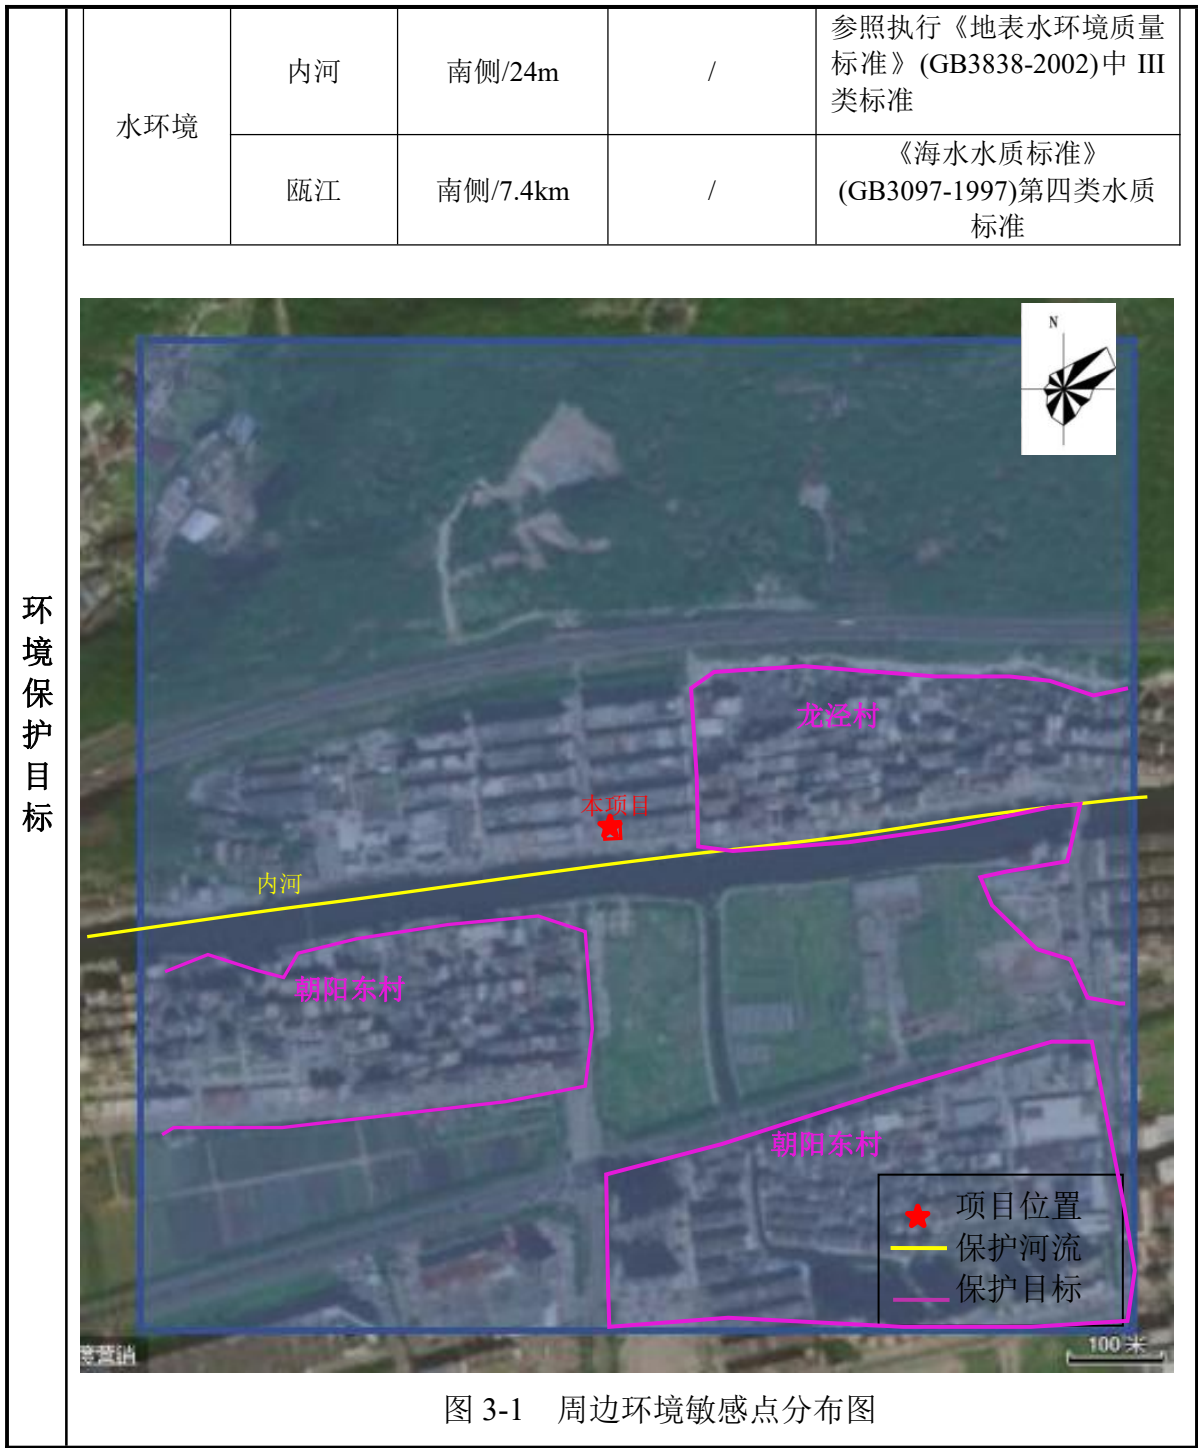 环境保护目标
水环境
内河
南侧/24m
/
参照执行《地表水环境质量
标准》(GB3838-2002)中 III
类标准
瓯江
南侧/7.4km
/
《海水水质标准》
(GB3097-1997)第四类水质
标准
N
龙泾村
本项目
内河
朝阳东村
朝阳东村
项目位置
保护河流
保护目标
100 米
图 3-1 周边环境敏感点分布图